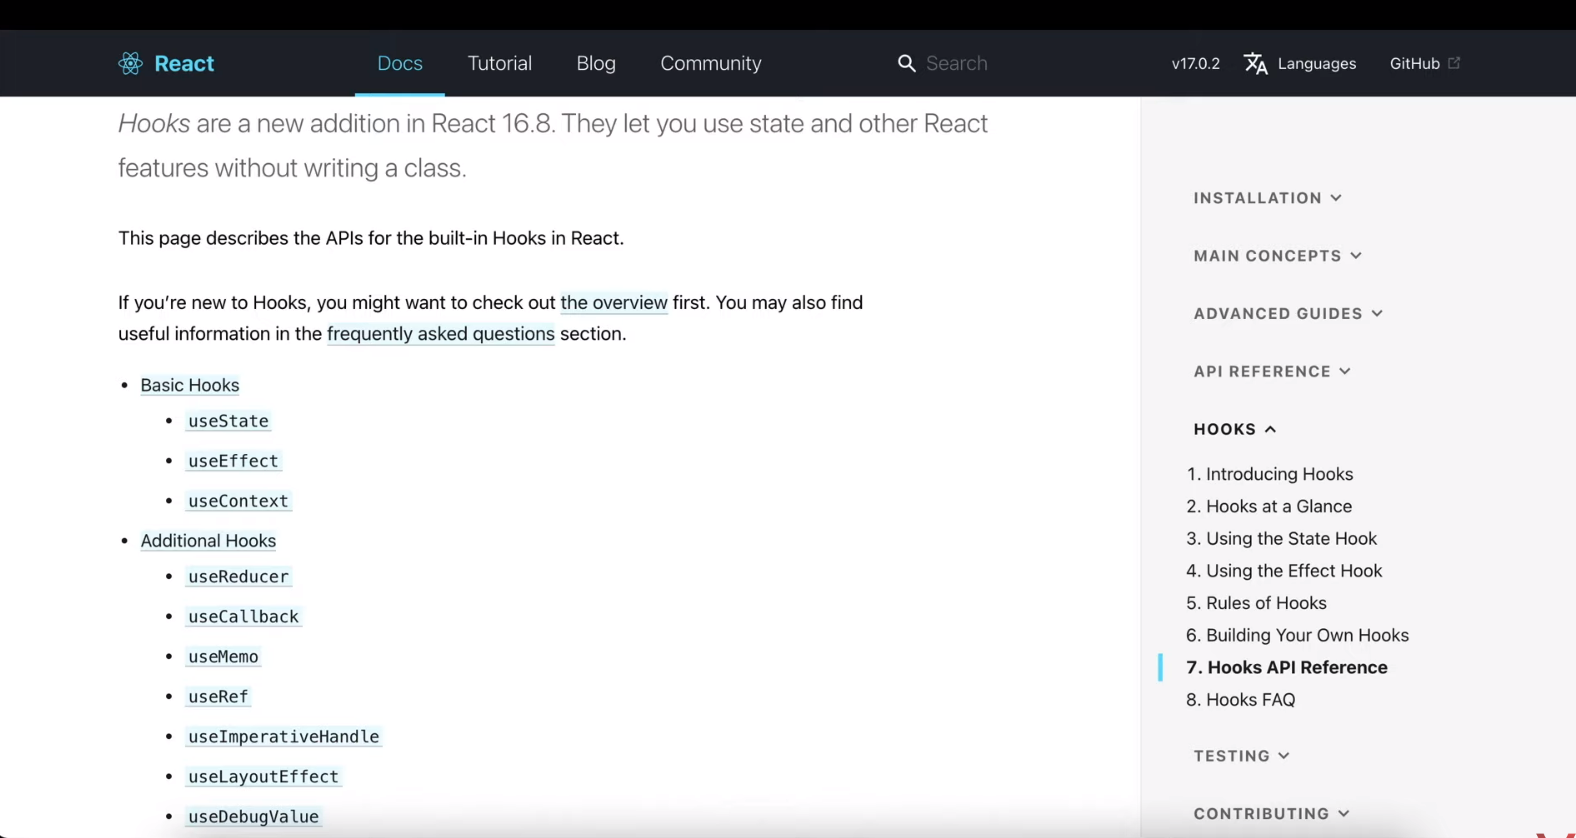 React
Docs
Tutorial
Blog
Community
Search
v17.0.2
Languages
GitHub
Hooks are a new addition in React 16.8. They let you use state and other React
features without writing a class.
This page describes the APIs for the built-in Hooks in React.
If you’re new to Hooks, you might want to check out the overview first. You may also find
useful information in the frequently asked questions section.
Basic Hooks
useState
useEffect
useContext
Additional Hooks
useReducer
useCallback
useMemo
useRef
useImperativeHandle
useLayoutEffect
useDebugValue
INSTALLATION
MAIN CONCEPTS
ADVANCED GUIDES
API REFERENCE
HOOKS
1. Introducing Hooks
2. Hooks at a Glance
3. Using the State Hook
4. Using the Effect Hook
5. Rules of Hooks
6. Building Your Own Hooks
7. Hooks API Reference
8. Hooks FAQ
TESTING
CONTRIBUTING